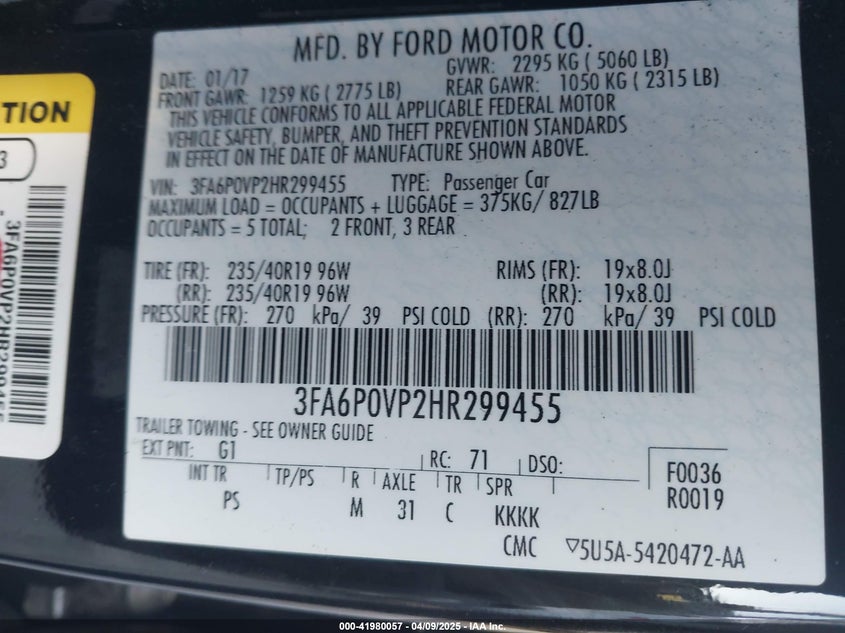 MFD. BY FORD MOTOR CO.
DATE: 01/17 GVWR: 2295 KG ( 5060 LB)
FRONT GAWR: 1259 KG ( 2775 LB) REAR GAWR: 1050 KG ( 2315 LB)
THIS VEHICLE CONFORMS TO ALL APPLICABLE FEDERAL MOTOR
VEHICLE SAFETY, BUMPER, AND THEFT PREVENTION STANDARDS
IN EFFECT ON THE DATE OF MANUFACTURE SHOWN ABOVE.
VIN: 3FA6P0VP2HR299455 TYPE: Passenger Car
MAXIMUM LOAD = OCCUPANTS + LUGGAGE = 375KG/ 827LB
OCCUPANTS = 5 TOTAL; 2 FRONT, 3 REAR
TIRE (FR): 235/40R19 96W RIMS (FR): 19x8.0J
(RR): 235/40R19 96W (RR): 19x8.0J
PRESSURE (FR): 270 kPa/ 39 PSI COLD (RR): 270 kPa/ 39 PSI COLD
3FA6P0VP2HR299455
TRAILER TOWING - SEE OWNER GUIDE
EXT PNT: G1 RC: 71 DSO:
INT TR TP/PS R AXLE TR SPR
PS M 31 C KKKK
F0036
R0019
CMC ▽5U5A-5420472-AA
TION
3
3FA6P0VP2HR299455
000-41980057 - 04/09/2025 - IAA Inc.